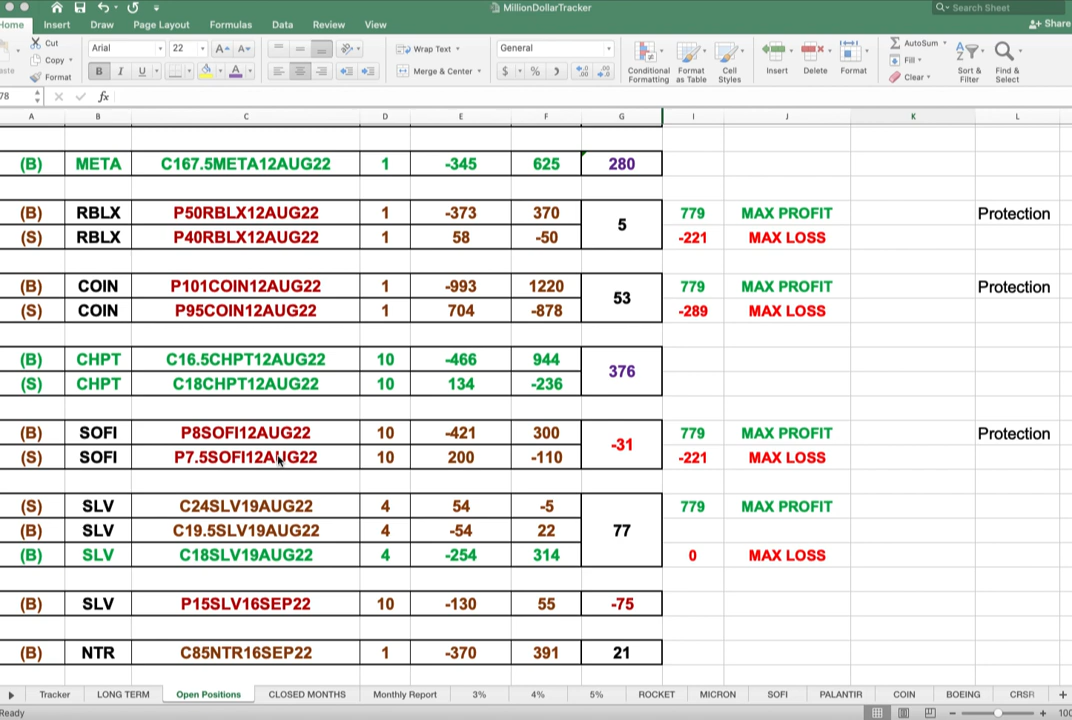 MillionDollarTracker
Search Sheet
Home Insert Draw Page Layout Formulas Data Review View Share
Cut Arial 22 A A Wrap Text General AutoSum
Copy Fill
Format B I U A Merge & Center $ % Conditional Formatting Format as Table Cell Styles Insert Delete Format Clear Sort & Filter Find & Select
78 fx
A B C D E F G I J K L
(B) META C167.5META12AUG22 1 -345 625 280
(B) RBLX P50RBLX12AUG22 1 -373 370 5 779 MAX PROFIT Protection
(S) RBLX P40RBLX12AUG22 1 58 -50 -221 MAX LOSS
(B) COIN P101COIN12AUG22 1 -993 1220 53 779 MAX PROFIT Protection
(S) COIN P95COIN12AUG22 1 704 -878 -289 MAX LOSS
(B) CHPT C16.5CHPT12AUG22 10 -466 944 376
(S) CHPT C18CHPT12AUG22 10 134 -236
(B) SOFI P8SOFI12AUG22 10 -421 300 -31 779 MAX PROFIT Protection
(S) SOFI P7.5SOFI12AUG22 10 200 -110 -221 MAX LOSS
(S) SLV C24SLV19AUG22 4 54 -5 779 MAX PROFIT
(B) SLV C19.5SLV19AUG22 4 -54 22 77
(B) SLV C18SLV19AUG22 4 -254 314 0 MAX LOSS
(B) SLV P15SLV16SEP22 10 -130 55 -75
(B) NTR C85NTR16SEP22 1 -370 391 21
Tracker LONG TERM Open Positions CLOSED MONTHS Monthly Report 3% 4% 5% ROCKET MICRON SOFI PALANTIR COIN BOEING CRSR +
Ready 100